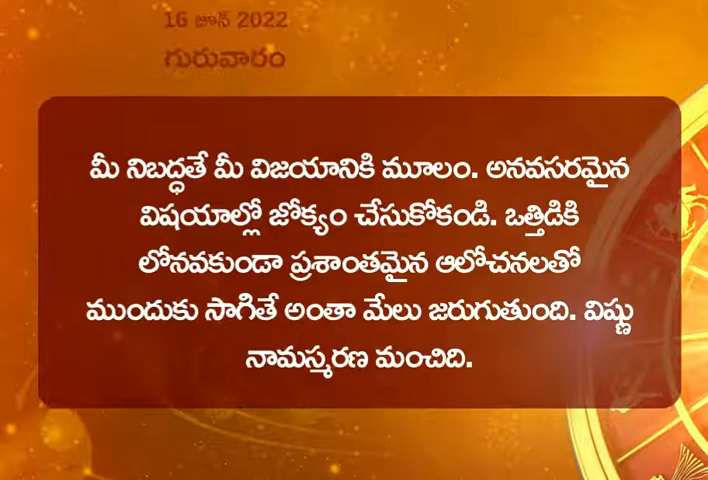 16 జూన్ 2022
గురువారం
మీ నిబద్ధతే మీ విజయానికి మూలం. అనవసరమైన
విషయాల్లో జోక్యం చేసుకోకండి. ఒత్తిడికి
లోనవకుండా ప్రశాంతమైన ఆలోచనలతో
ముందుకు సాగితే అంతా మేలు జరుగుతుంది. విష్ణు
నామస్మరణ మంచిది.